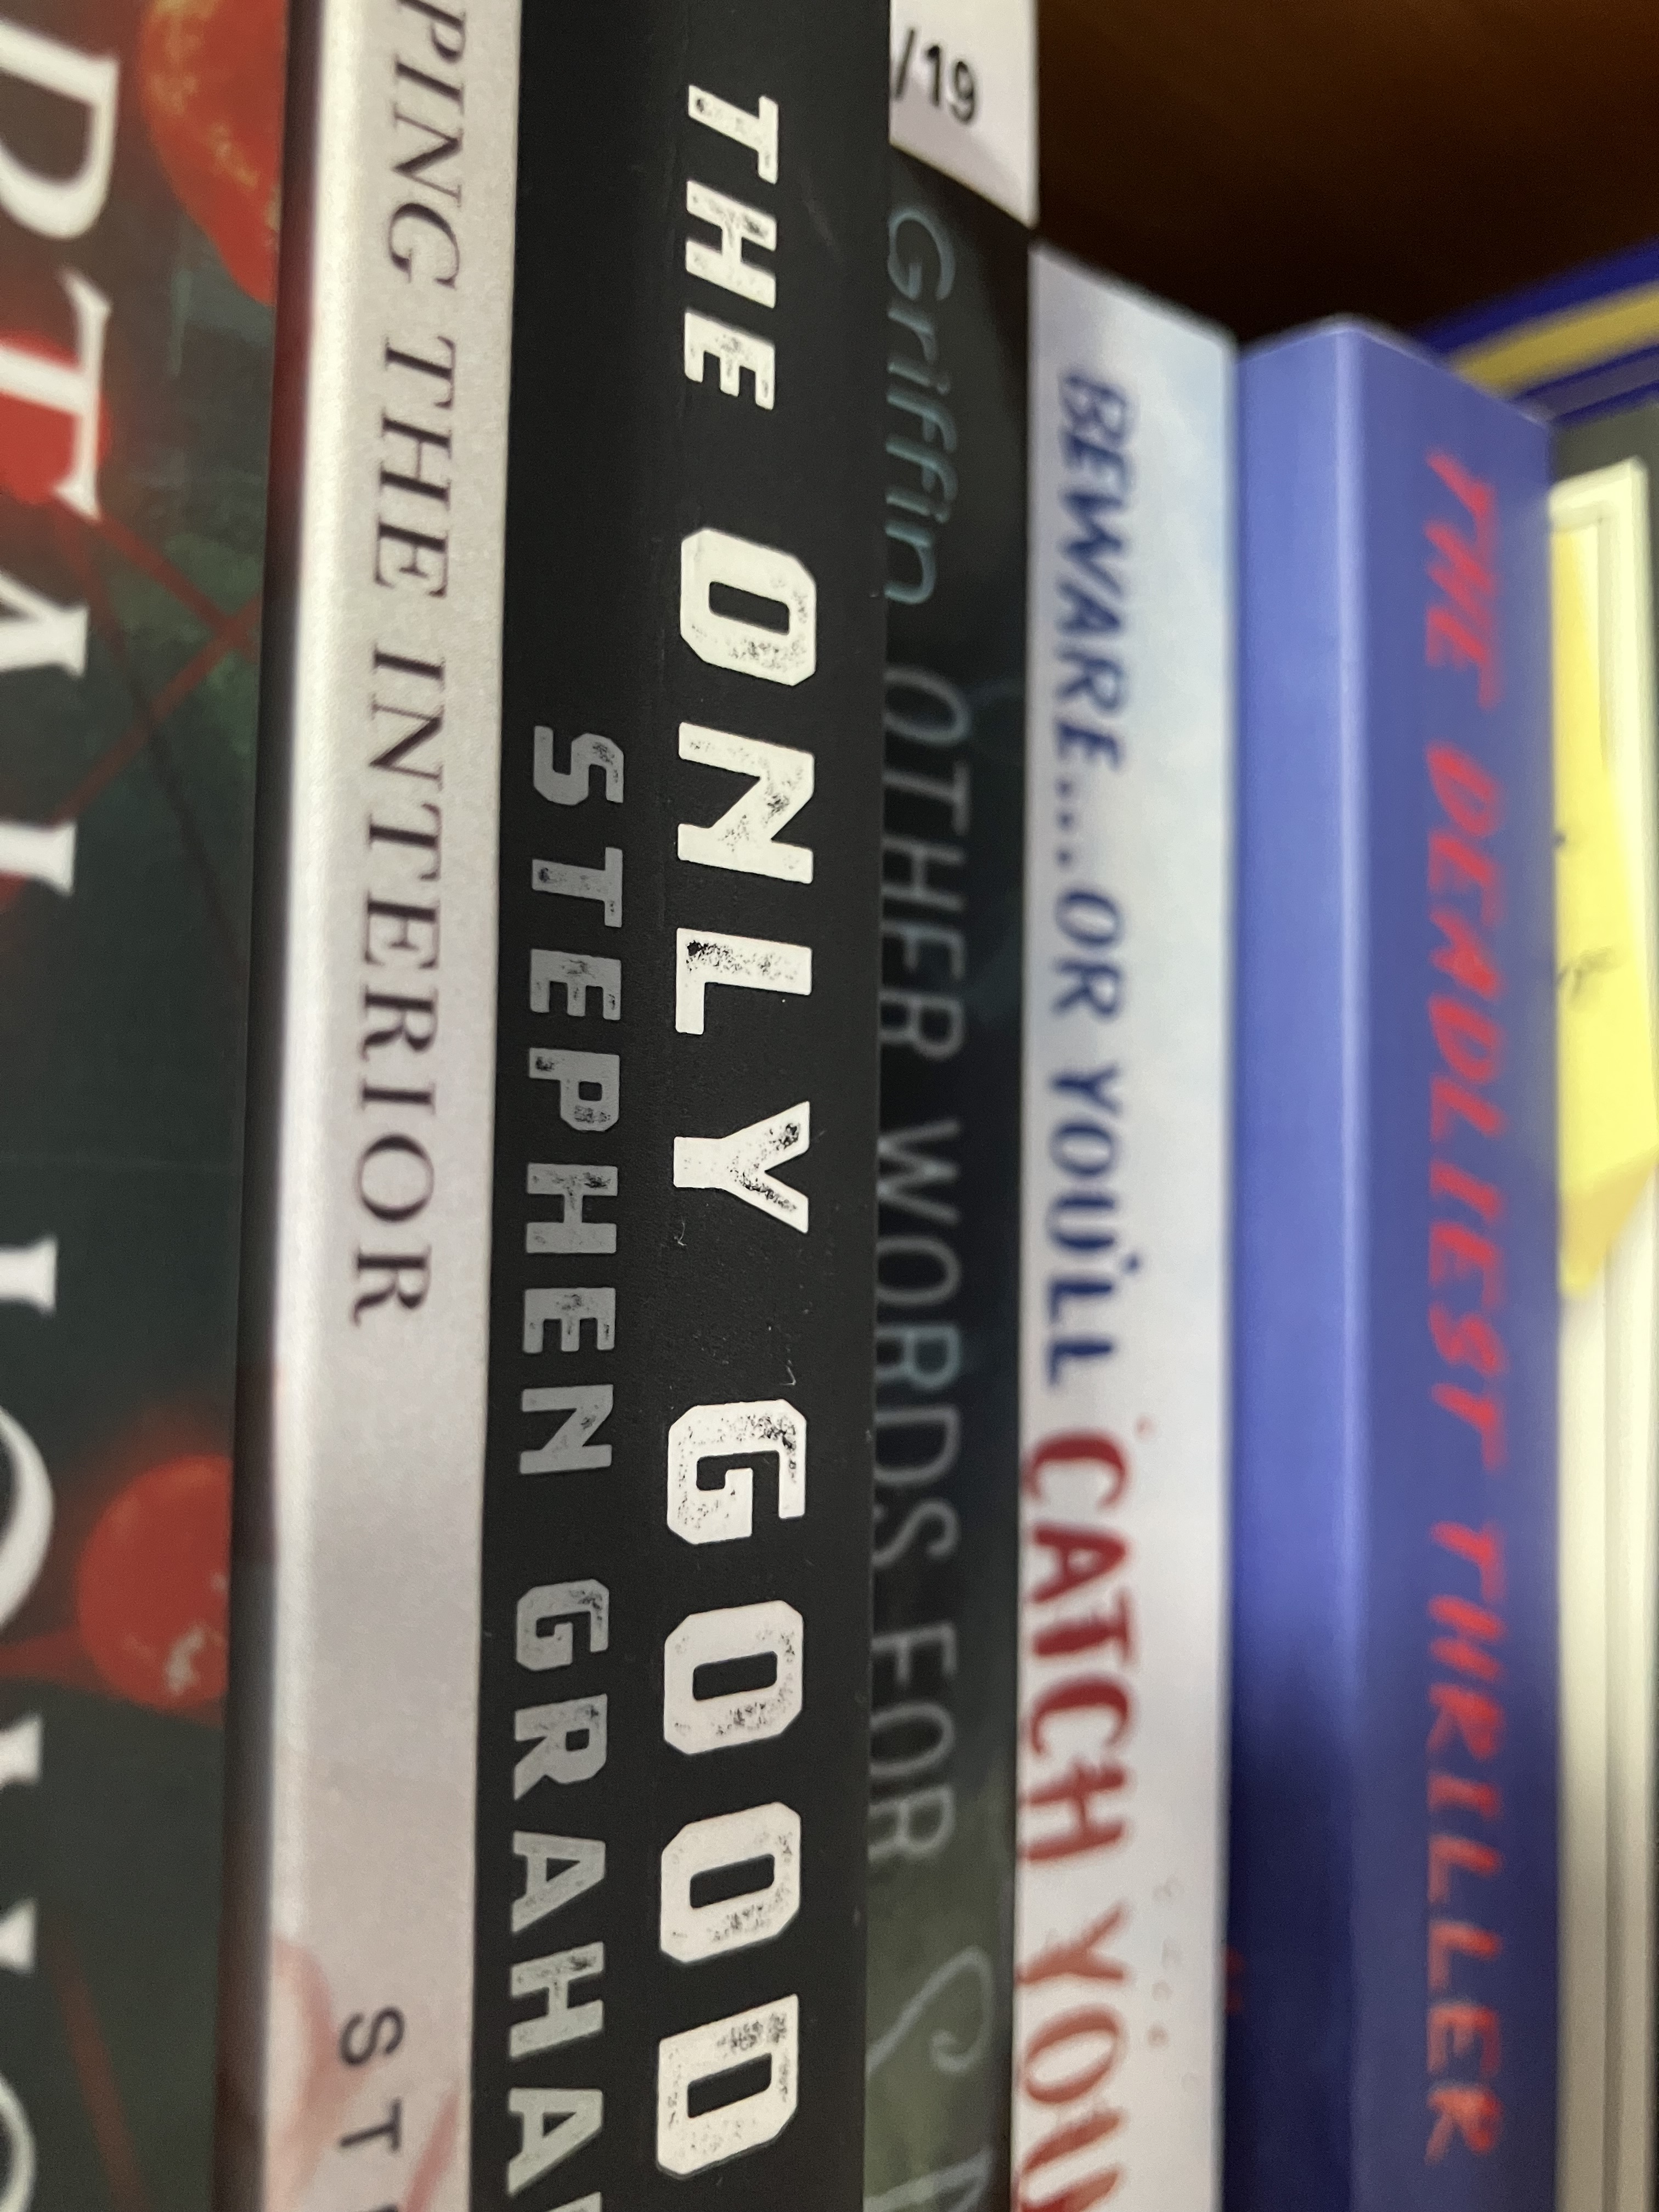 PING THE INTERIOR
THE ONLY GOOD
STEPHEN GRAHA
/19
Griffin OTHER WORDS FOR
BEWARE...OR YOU'LL CATCH YOU
THE DEADLIEST THRILLER